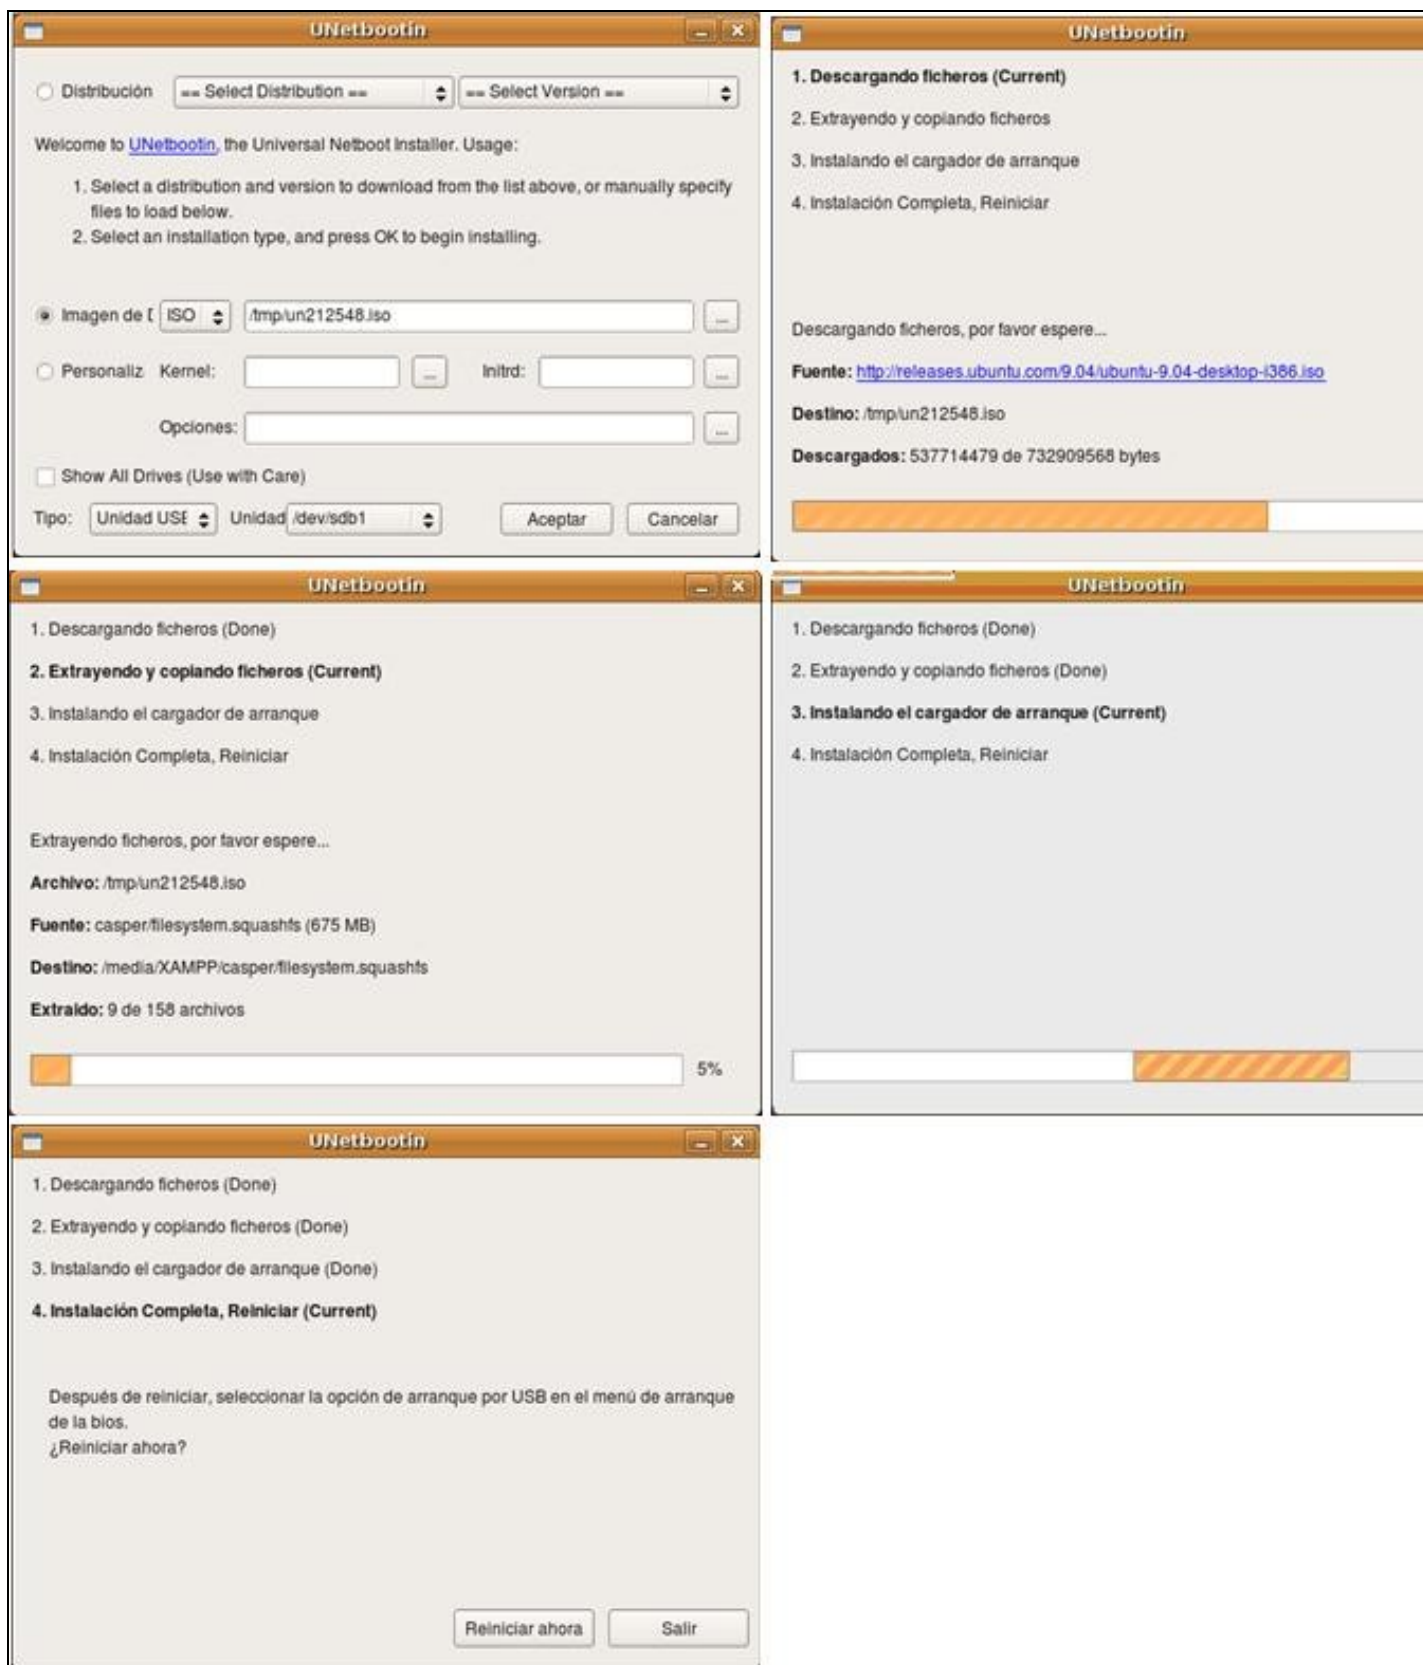 UNetbootin
Distribución == Select Distribution == == Select Version ==
Welcome to UNetbootin, the Universal Netboot Installer. Usage:
1. Select a distribution and version to download from the list above, or manually specify
files to load below.
2. Select an installation type, and press OK to begin installing.
Imagen de D ISO /tmp/un212548.iso ...
Personaliz Kernel: ... Initrd: ...
Opciones: ...
Show All Drives (Use with Care)
Tipo: Unidad USB Unidad /dev/sdb1 Aceptar Cancelar
UNetbootin
1. Descargando ficheros (Current)
2. Extrayendo y copiando ficheros
3. Instalando el cargador de arranque
4. Instalación Completa, Reiniciar
Descargando ficheros, por favor espere...
Fuente: http://releases.ubuntu.com/9.04/ubuntu-9.04-desktop-i386.iso
Destino: /tmp/un212548.iso
Descargados: 537714479 de 732909568 bytes
UNetbootin
1. Descargando ficheros (Done)
2. Extrayendo y copiando ficheros (Current)
3. Instalando el cargador de arranque
4. Instalación Completa, Reiniciar
Extrayendo ficheros, por favor espere...
Archivo: /tmp/un212548.iso
Fuente: casper/filesystem.squashfs (675 MB)
Destino: /media/XAMPP/casper/filesystem.squashfs
Extraido: 9 de 158 archivos
5%
UNetbootin
1. Descargando ficheros (Done)
2. Extrayendo y copiando ficheros (Done)
3. Instalando el cargador de arranque (Current)
4. Instalación Completa, Reiniciar
UNetbootin
1. Descargando ficheros (Done)
2. Extrayendo y copiando ficheros (Done)
3. Instalando el cargador de arranque (Done)
4. Instalación Completa, Reiniciar (Current)
Después de reiniciar, seleccionar la opción de arranque por USB en el menú de arranque
de la bios.
¿Reiniciar ahora?
Reiniciar ahora Salir